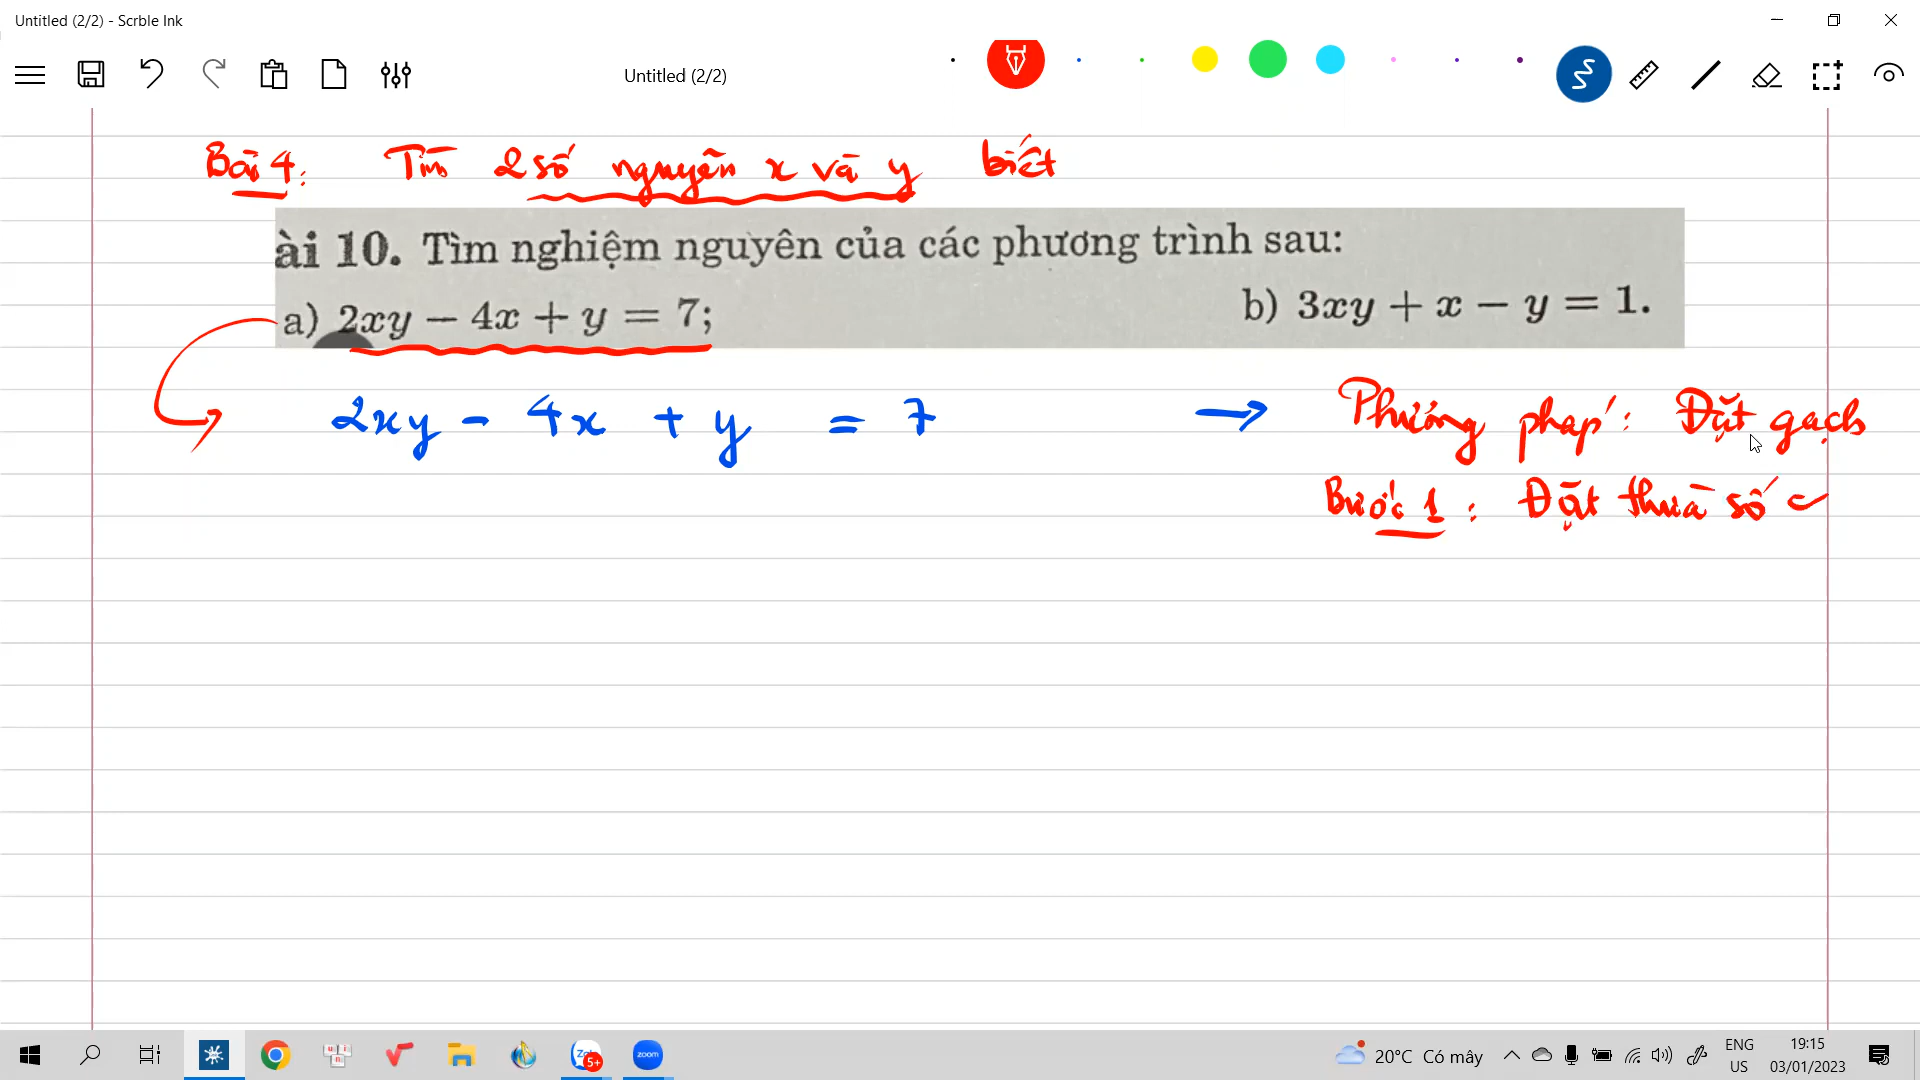 Untitled (2/2) - Scrble Ink
Untitled (2/2)
Bài 4: Tìm 2 số nguyên x và y biết
ài 10. Tìm nghiệm nguyên của các phương trình sau:
a) 2xy − 4x + y = 7; b) 3xy + x − y = 1.
2xy - 4x + y = 7 → Phương pháp: Đặt gạch
Bước 1: Đặt thừa số
5+
zoom
20°C Có mây
ENG
US
19:15
03/01/2023